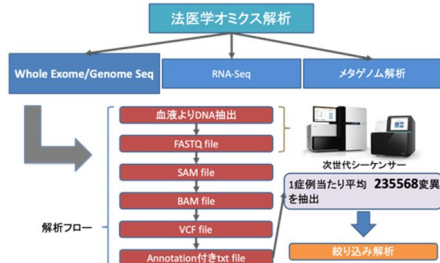 法医学オミクス解析
Whole Exome/Genome Seq
RNA-Seq
メタゲノム解析
血液よりDNA抽出
FASTQ file
SAM file
BAM file
VCF file
Annotation付きtxt file
解析フロー
次世代シーケンサー
1症例当たり平均 235568変異
を抽出
絞り込み解析